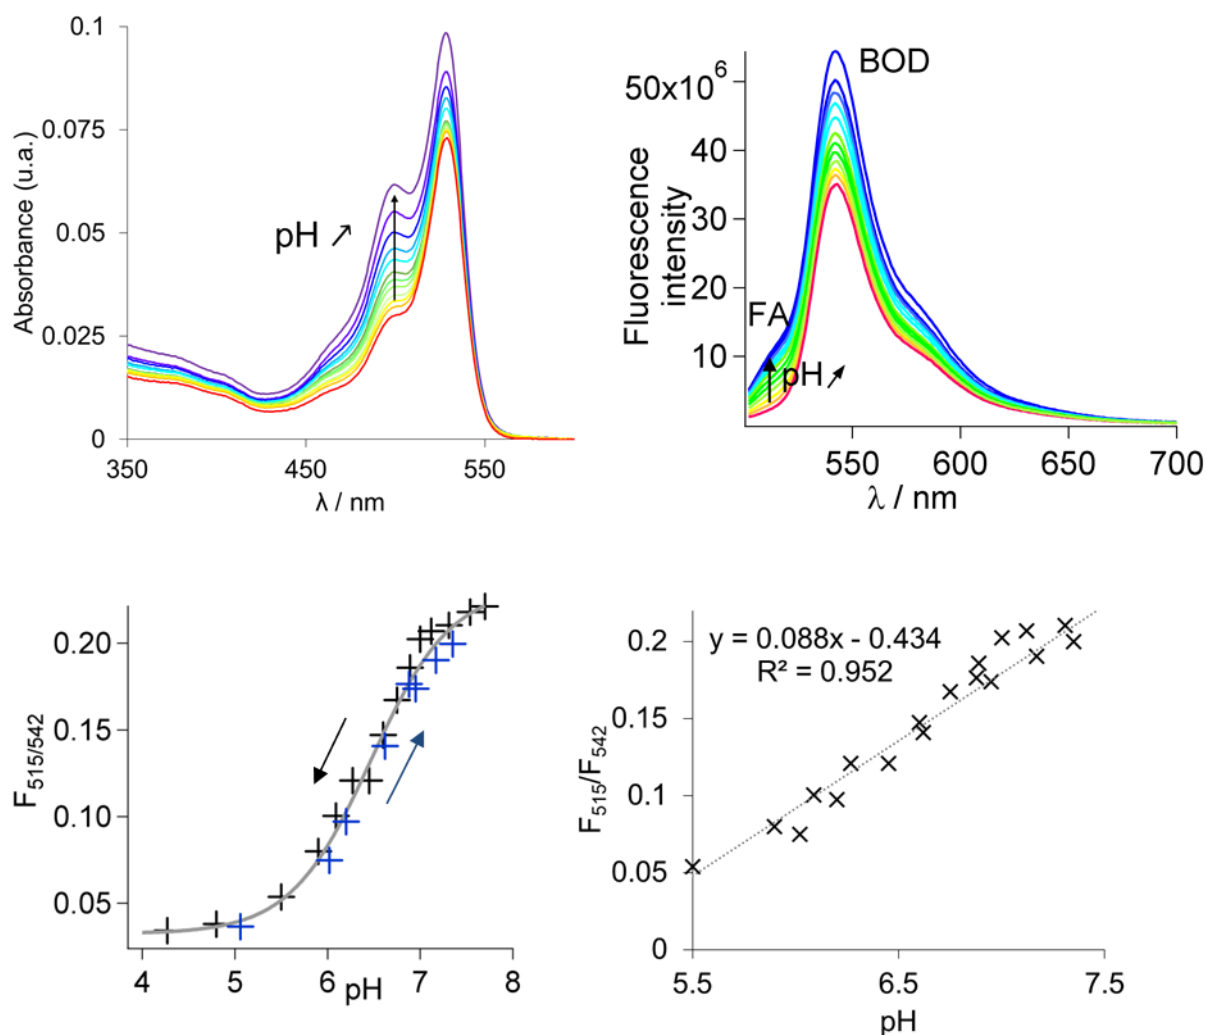 0.1
0.075
0.05
0.025
0
350
450
550
Absorbance (u.a.)
λ / nm
pH ↗
BOD
50x10⁶
40
30
20
10
FA
pH ↗
Fluorescence
intensity
550
600
650
700
λ / nm
0.20
0.15
0.10
0.05
4
5
6
7
8
F₅₁₅/₅₄₂
pH
y = 0.088x - 0.434
R² = 0.952
0.2
0.15
0.1
0.05
0
5.5
6.5
7.5
F₅₁₅/F₅₄₂
pH